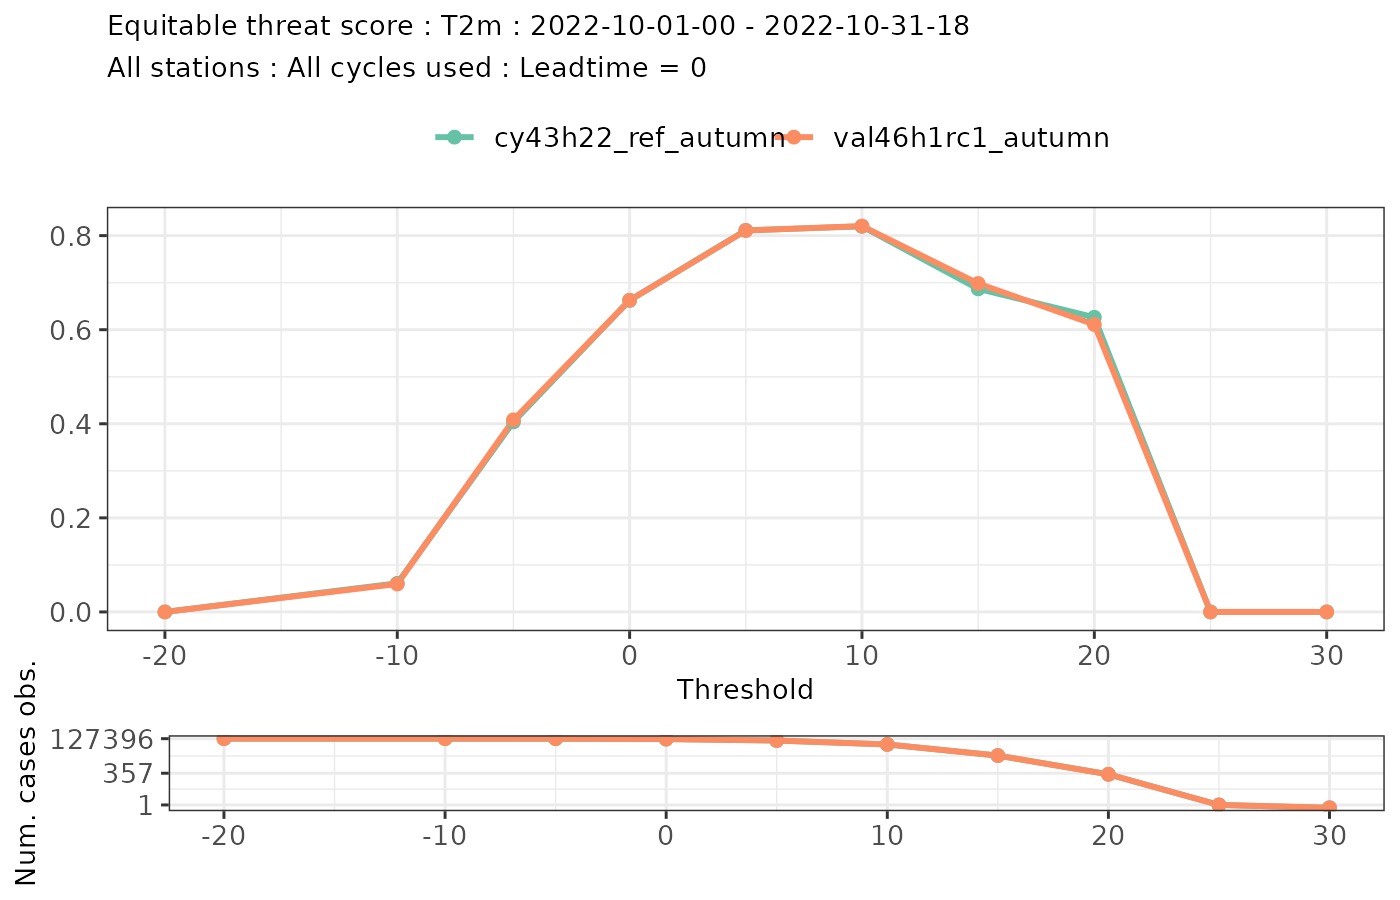 Equitable threat score : T2m : 2022-10-01-00 - 2022-10-31-18
All stations : All cycles used : Leadtime = 0
cy43h22_ref_autumn val46h1rc1_autumn
0.8
0.6
0.4
0.2
0.0
-20 -10 0 10 20 30
Threshold
Num. cases obs.
127396
357
1
-20 -10 0 10 20 30